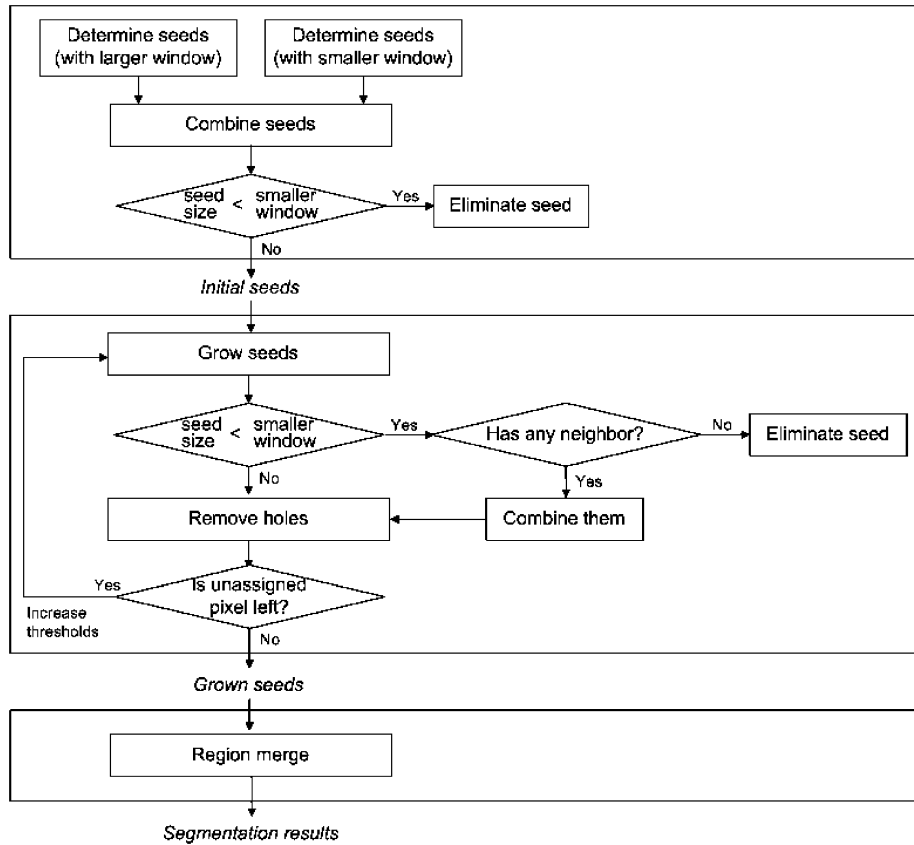 Determine seeds
(with larger window)
Determine seeds
(with smaller window)
Combine seeds
seed size < smaller window
Yes
Eliminate seed
No
Initial seeds
Grow seeds
seed size < smaller window
Yes
Has any neighbor?
No
Eliminate seed
No
Yes
Remove holes
Combine them
Is unassigned
pixel left?
Yes
Increase
thresholds
No
Grown seeds
Region merge
Segmentation results